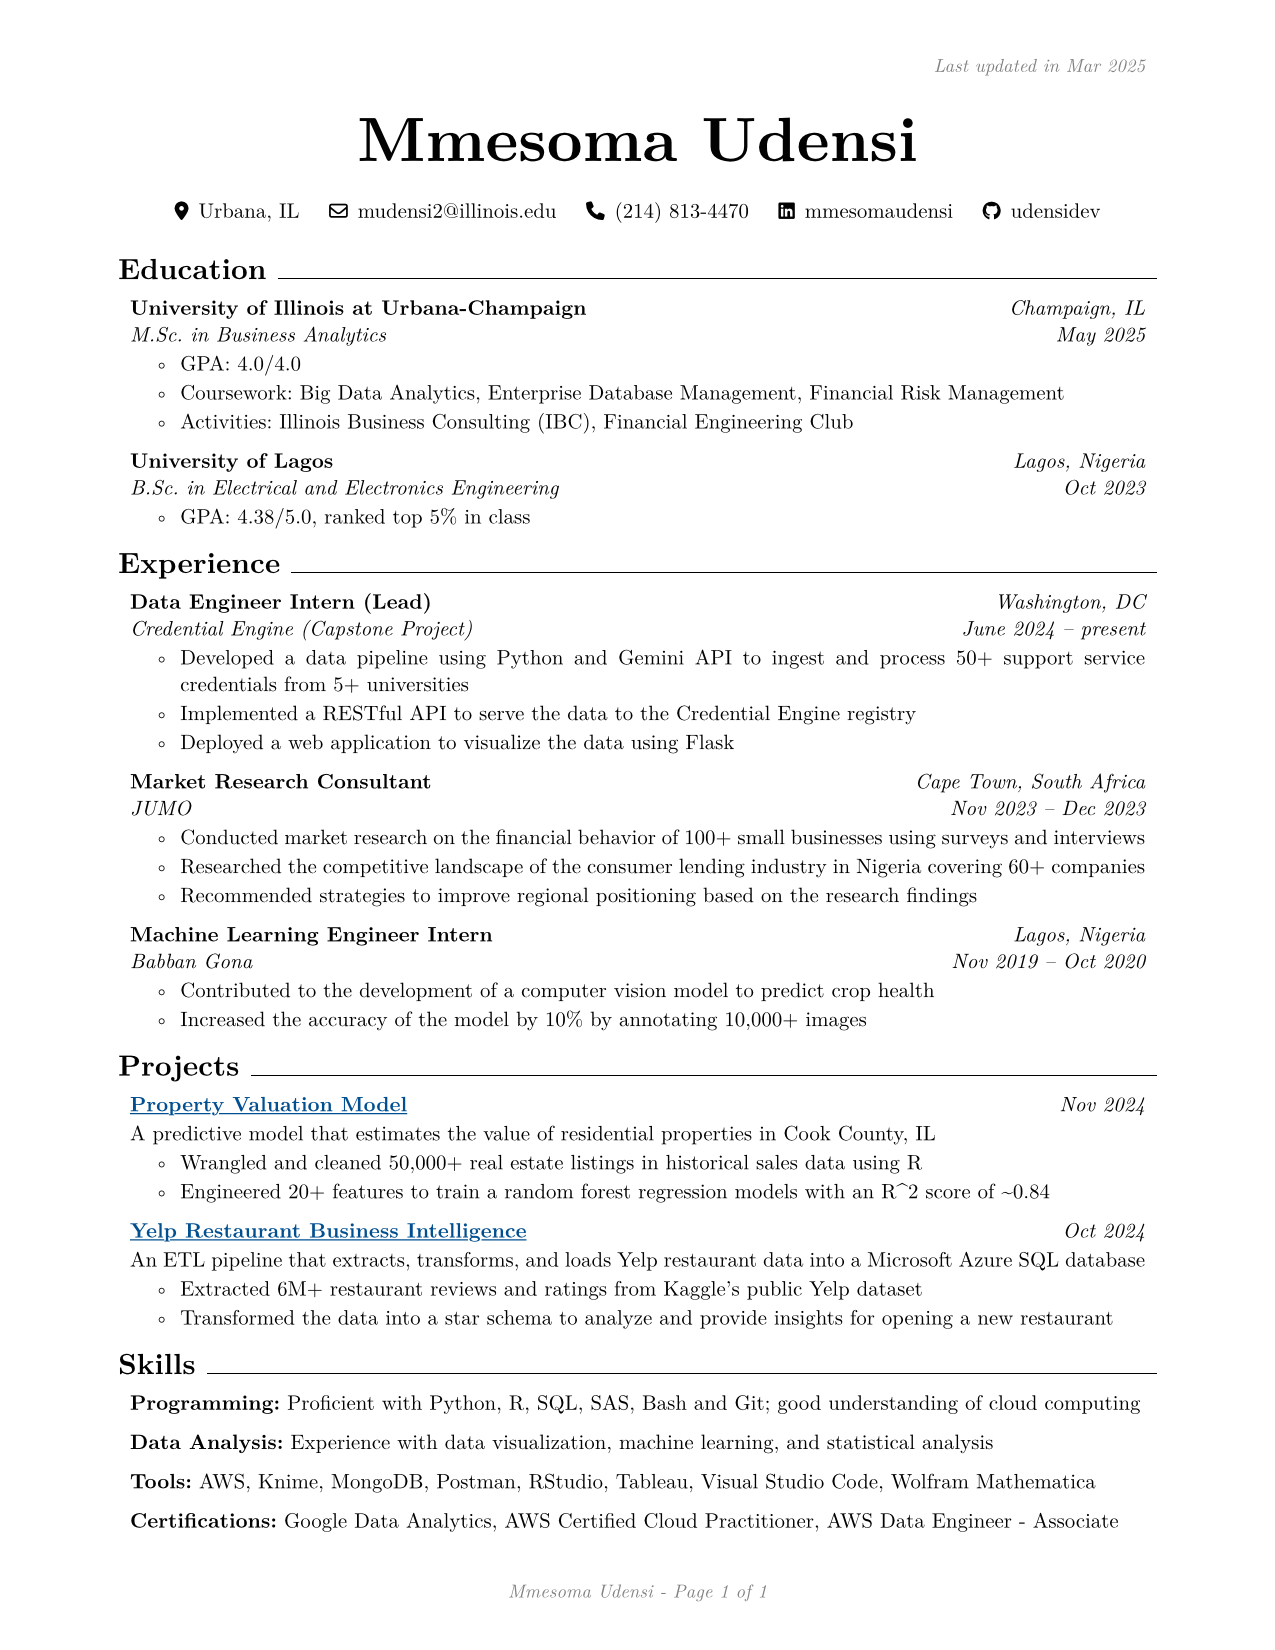 Last updated in Mar 2025
Mmesoma Udensi
Urbana, IL mudensi2@illinois.edu (214) 813-4470 mmesomaudensi udensidev
Education
University of Illinois at Urbana-Champaign Champaign, IL
M.Sc. in Business Analytics May 2025
◦ GPA: 4.0/4.0
◦ Coursework: Big Data Analytics, Enterprise Database Management, Financial Risk Management
◦ Activities: Illinois Business Consulting (IBC), Financial Engineering Club
University of Lagos Lagos, Nigeria
B.Sc. in Electrical and Electronics Engineering Oct 2023
◦ GPA: 4.38/5.0, ranked top 5% in class
Experience
Data Engineer Intern (Lead) Washington, DC
Credential Engine (Capstone Project) June 2024 – present
◦ Developed a data pipeline using Python and Gemini API to ingest and process 50+ support service
credentials from 5+ universities
◦ Implemented a RESTful API to serve the data to the Credential Engine registry
◦ Deployed a web application to visualize the data using Flask
Market Research Consultant Cape Town, South Africa
JUMO Nov 2023 – Dec 2023
◦ Conducted market research on the financial behavior of 100+ small businesses using surveys and interviews
◦ Researched the competitive landscape of the consumer lending industry in Nigeria covering 60+ companies
◦ Recommended strategies to improve regional positioning based on the research findings
Machine Learning Engineer Intern Lagos, Nigeria
Babban Gona Nov 2019 – Oct 2020
◦ Contributed to the development of a computer vision model to predict crop health
◦ Increased the accuracy of the model by 10% by annotating 10,000+ images
Projects
Property Valuation Model Nov 2024
A predictive model that estimates the value of residential properties in Cook County, IL
◦ Wrangled and cleaned 50,000+ real estate listings in historical sales data using R
◦ Engineered 20+ features to train a random forest regression models with an R^2 score of ~0.84
Yelp Restaurant Business Intelligence Oct 2024
An ETL pipeline that extracts, transforms, and loads Yelp restaurant data into a Microsoft Azure SQL database
◦ Extracted 6M+ restaurant reviews and ratings from Kaggle's public Yelp dataset
◦ Transformed the data into a star schema to analyze and provide insights for opening a new restaurant
Skills
Programming: Proficient with Python, R, SQL, SAS, Bash and Git; good understanding of cloud computing
Data Analysis: Experience with data visualization, machine learning, and statistical analysis
Tools: AWS, Knime, MongoDB, Postman, RStudio, Tableau, Visual Studio Code, Wolfram Mathematica
Certifications: Google Data Analytics, AWS Certified Cloud Practitioner, AWS Data Engineer - Associate
Mmesoma Udensi - Page 1 of 1